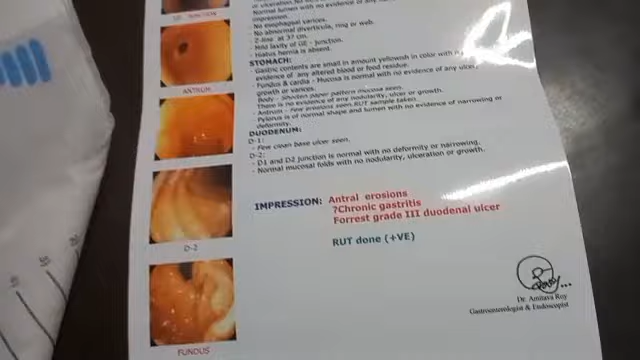 G.E. JUNCTION
ANTRUM
D-2
FUNDUS
or ulceration. No
Normal lumen with no evidence of any
impression.
- No esophageal varices.
- No abnormal diverticula, ring or web.
- Z-line at 37 cm.
- Mild laxity of GE - junction.
- Hiatus hernia is absent.
STOMACH:
- Gastric contents are small in amount yellowish in color with
evidence of any altered blood or food residue.
- Fundus & cardia - Mucosa is normal with no evidence of any ulcer,
growth or varices.
- Body - Shuffen paper pattern mucosa seen.
There is no evidence of any nodularity, ulcer or growth.
- Antrum - Few erosions seen.RUT sample taken.
- Pylorus is of normal shape and lumen with no evidence of narrowing or
deformity.
DUODENUM:
D-1:
- Few clean base ulcer seen.
D-2:
- D1 and D2 junction is normal with no deformity or narrowing.
- Normal mucosal folds with no nodularity, ulceration or growth.
IMPRESSION: Antral erosions
?Chronic gastritis
Forrest grade III duodenal ulcer
RUT done (+VE)
Dr. Amitava Roy
Gastroenterologist & Endoscopist